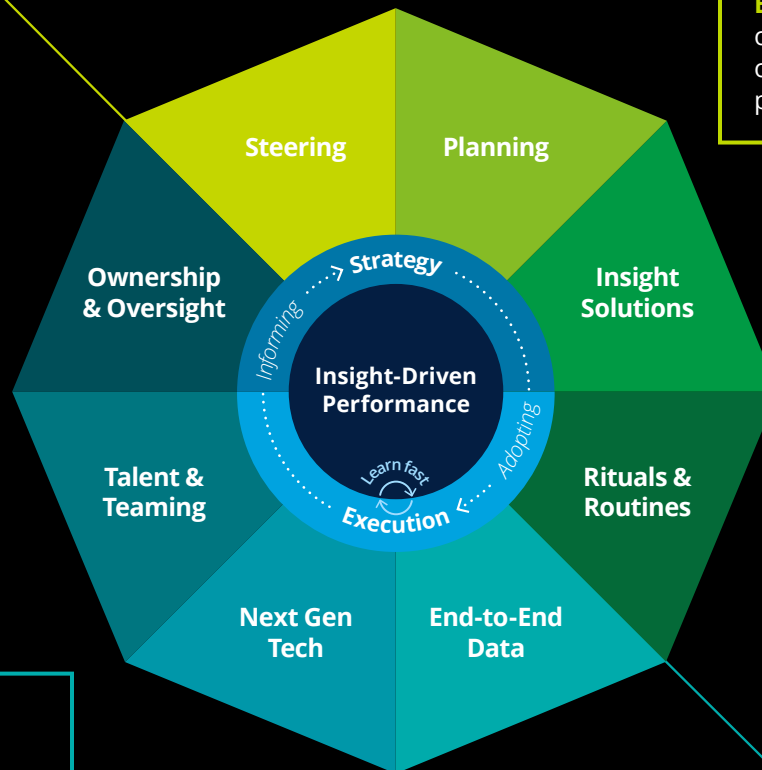 Steering
Planning
Ownership
& Oversight
Insight
Solutions
Strategy
Informing
Insight-Driven
Performance
Adopting
Learn fast
Execution
Talent &
Teaming
Rituals &
Routines
Next Gen
Tech
End-to-End
Data